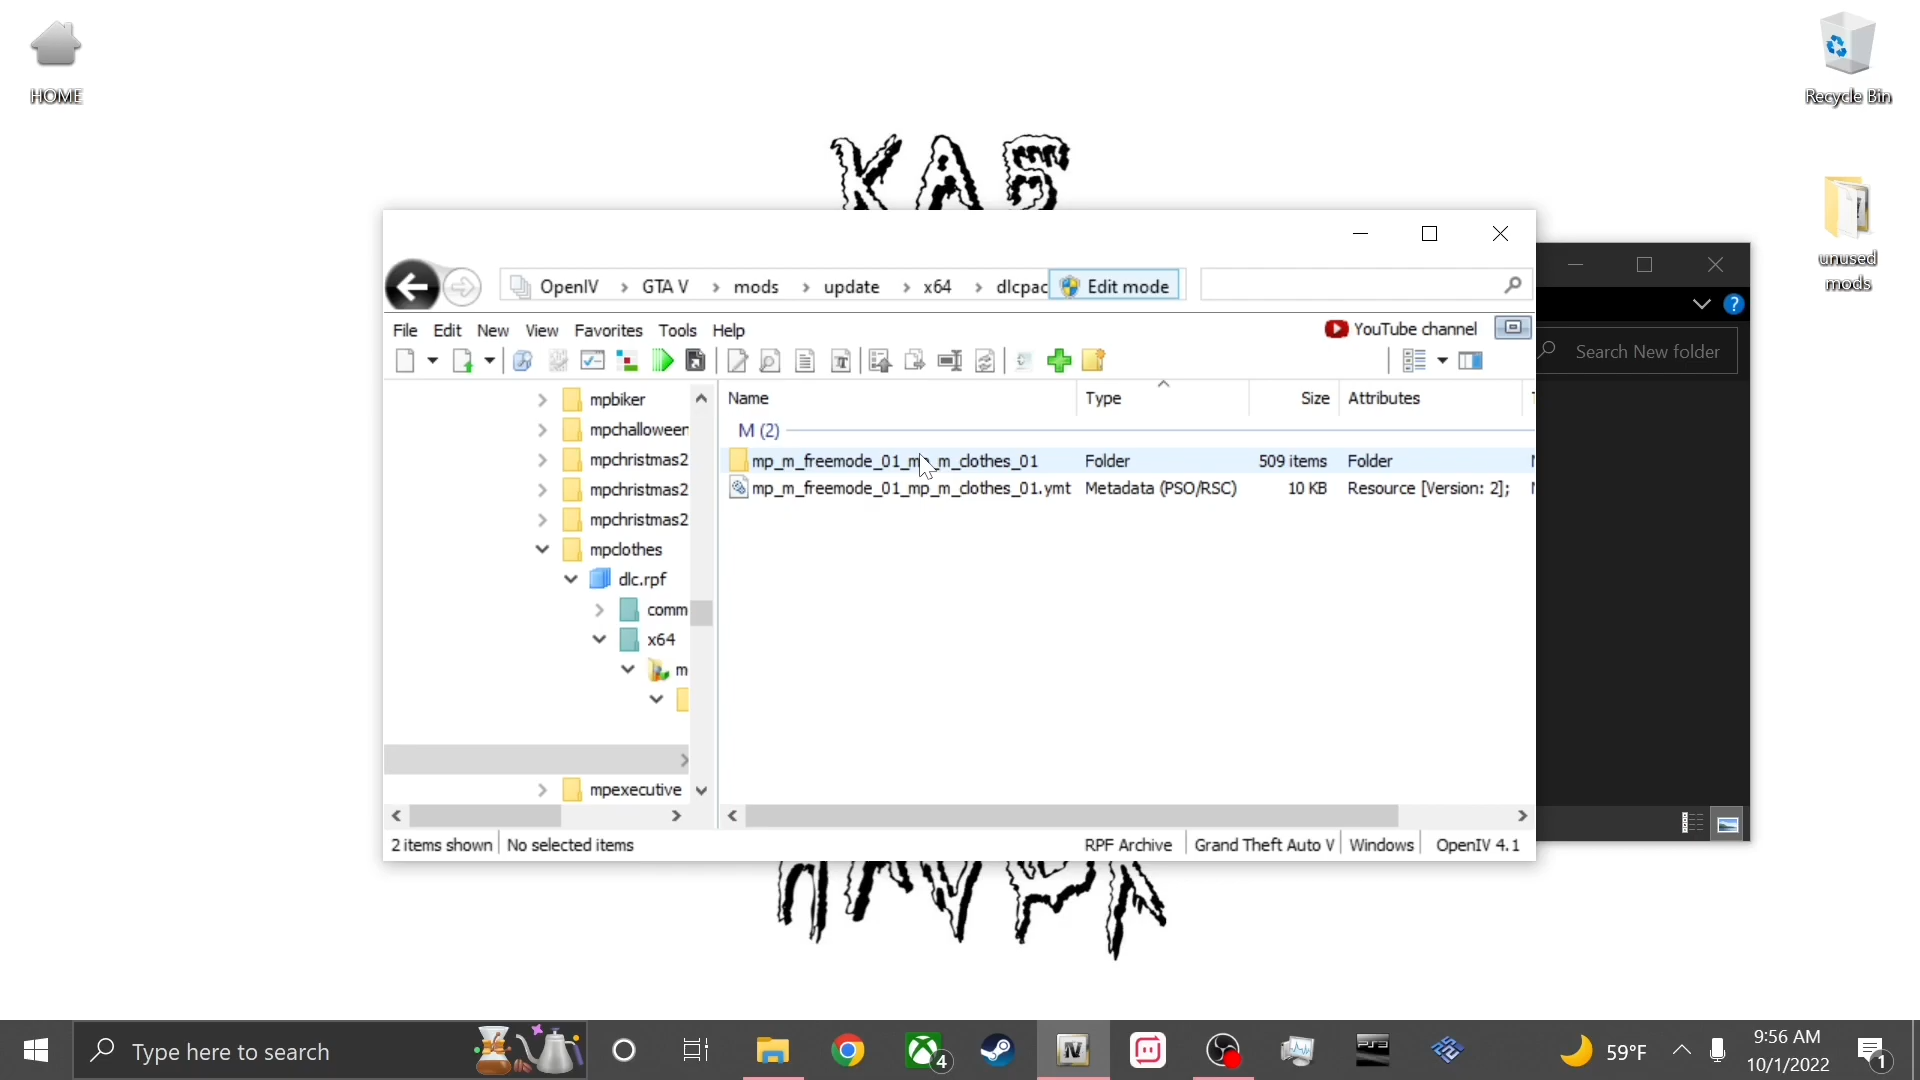 HOME
Recycle Bin
unused
mods
KAB
OpenIV > GTA V > mods > update > x64 > dlcpac
Edit mode
File Edit New View Favorites Tools Help
YouTube channel
Search New folder
Name Type Size Attributes
M (2)
mp_m_freemode_01_mp_m_clothes_01 Folder 509 items Folder
mp_m_freemode_01_mp_m_clothes_01.ymt Metadata (PSO/RSC) 10 KB Resource [Version: 2];
mpbiker
mpchalloween
mpchristmas2
mpchristmas2
mpchristmas2
mpclothes
dlc.rpf
comm
x64
m
mpexecutive
2 items shown No selected items RPF Archive Grand Theft Auto V Windows OpenIV 4.1
Type here to search
4
PS3
59°F
9:56 AM
10/1/2022
1